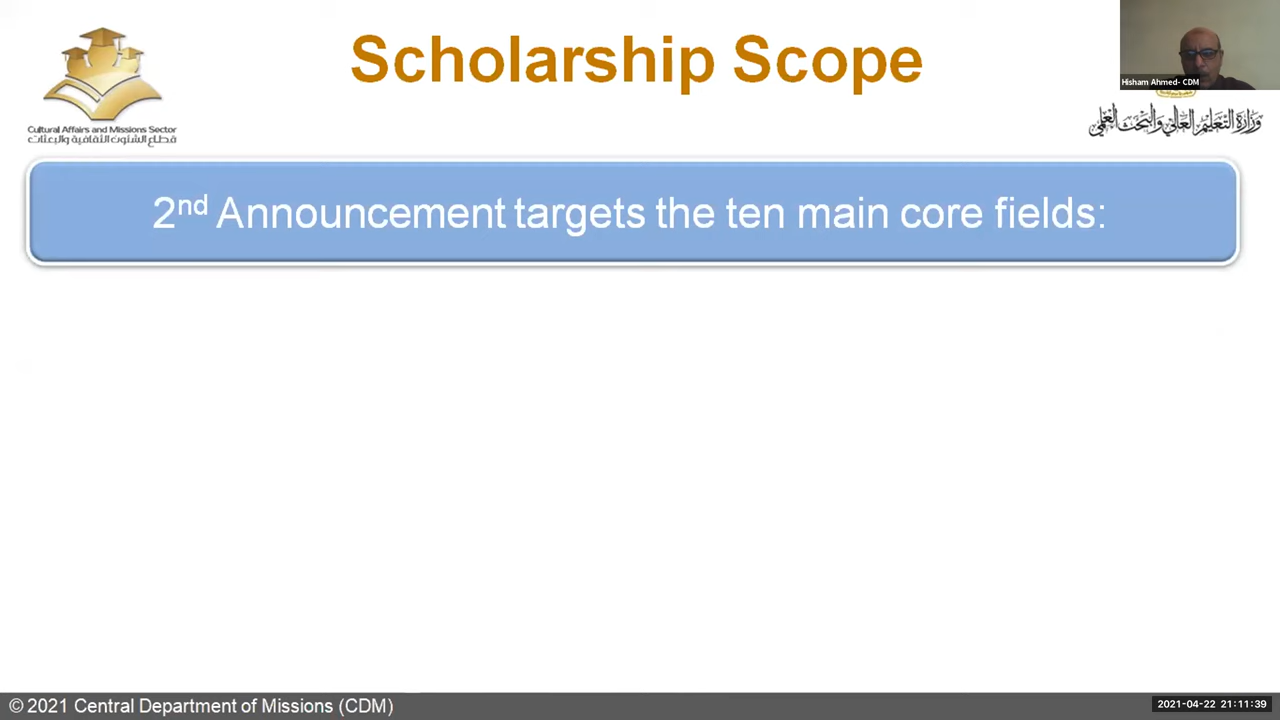 Scholarship Scope
Hisham Ahmed- CDM
Cultural Affairs and Missions Sector
قطاع الشئون الثقافية والبعثات
وزارة التعليم العالي والبحث العلمي
2nd Announcement targets the ten main core fields:
© 2021 Central Department of Missions (CDM)
2021-04-22 21:11:39